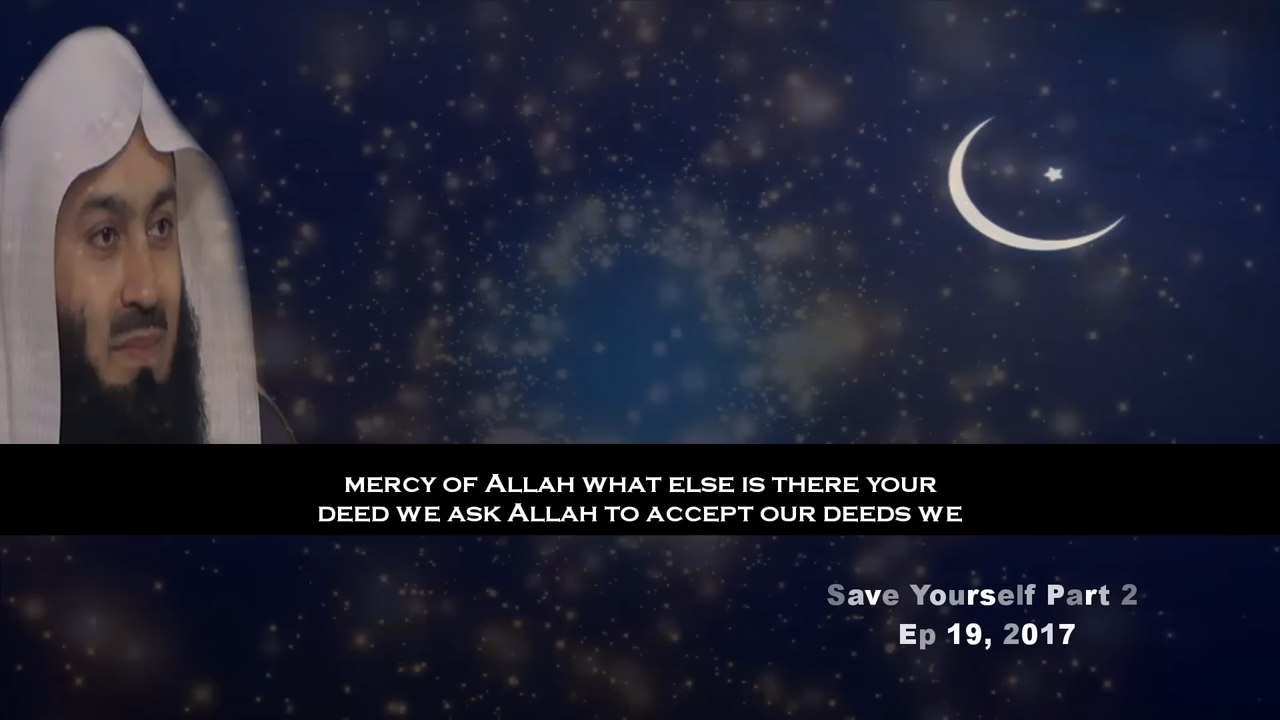 MERCY OF ALLAH WHAT ELSE IS THERE YOUR
DEED WE ASK ALLAH TO ACCEPT OUR DEEDS WE
Save Yourself Part 2
Ep 19, 2017